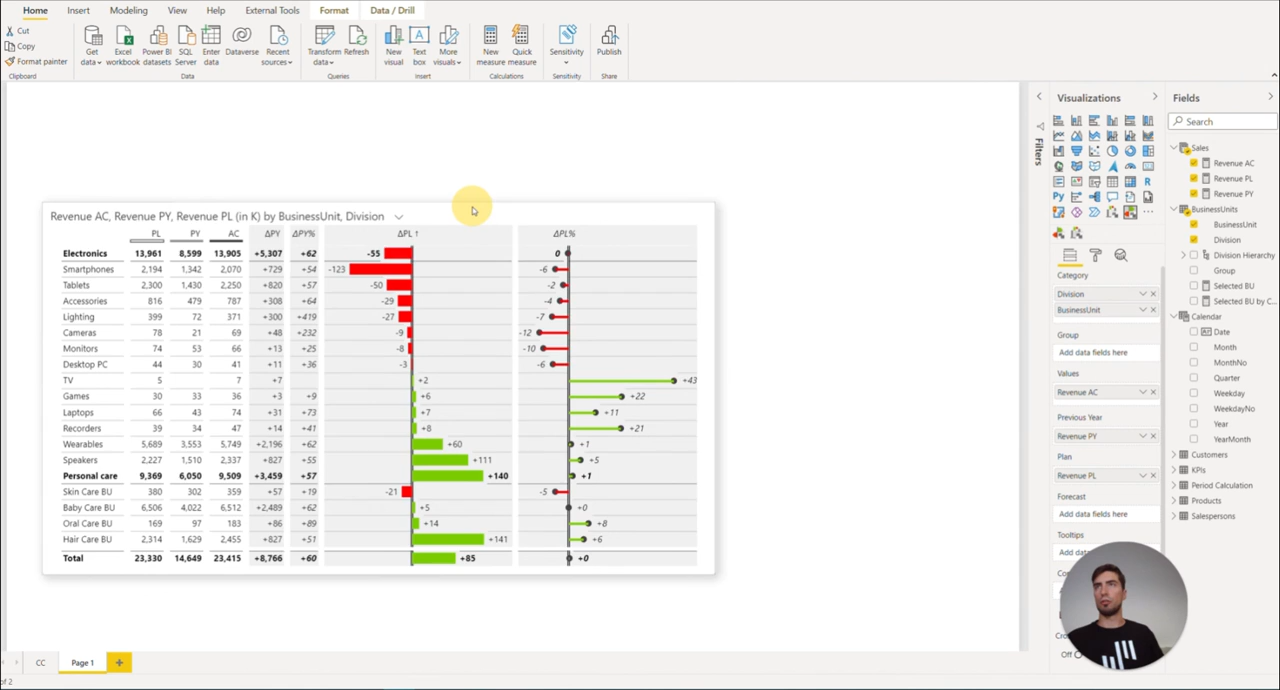 Home Insert Modeling View Help External Tools Format Data / Drill
Cut
Copy
Format painter
Clipboard
Get data
Excel workbook
Power BI datasets
SQL Server
Enter data
Dataverse
Recent sources
Data
Transform data
Refresh
Queries
New visual
A
Text box
More visuals
Insert
New measure
Quick measure
Calculations
Sensitivity
Sensitivity
Publish
Share
Revenue AC, Revenue PY, Revenue PL (in K) by BusinessUnit, Division
PL PY AC ΔPY ΔPY% ΔPL ↑ ΔPL%
Electronics 13,961 8,599 13,905 +5,307 +62 -55 0
Smartphones 2,194 1,342 2,070 +729 +54 -123 -6
Tablets 2,300 1,430 2,250 +820 +57 -50 -2
Accessories 816 479 787 +308 +64 -29 -4
Lighting 399 72 371 +300 +419 -27 -7
Cameras 78 21 69 +48 +232 -9 -12
Monitors 74 53 66 +13 +25 -8 -10
Desktop PC 44 30 41 +11 +36 -3 -6
TV 5 7 +7 +2 +43
Games 30 33 36 +3 +9 +6 +22
Laptops 66 43 74 +31 +73 +7 +11
Recorders 39 34 47 +14 +41 +8 +21
Wearables 5,689 3,553 5,749 +2,196 +62 +60 +1
Speakers 2,227 1,510 2,337 +827 +55 +111 +5
Personal care 9,369 6,050 9,509 +3,459 +57 +140 +1
Skin Care BU 380 302 359 +57 +19 -21 -5
Baby Care BU 6,506 4,022 6,512 +2,489 +62 +5 +0
Oral Care BU 169 97 183 +86 +89 +14 +8
Hair Care BU 2,314 1,629 2,455 +827 +51 +141 +6
Total 23,330 14,649 23,415 +8,766 +60 +85 +0
Filters
Visualizations
R
Py
Category
Division
BusinessUnit
Group
Add data fields here
Values
Revenue AC
Previous Year
Revenue PY
Plan
Revenue PL
Forecast
Add data fields here
Tooltips
Add data
Off
Fields
Search
Sales
Revenue AC
Revenue PL
Revenue PY
BusinessUnits
BusinessUnit
Division
Division Hierarchy
Group
Selected BU
Selected BU by C...
Calendar
Date
Month
MonthNo
Quarter
Weekday
WeekdayNo
Year
YearMonth
Customers
KPIs
Period Calculation
Products
Salespersons
CC Page 1 +
of 2